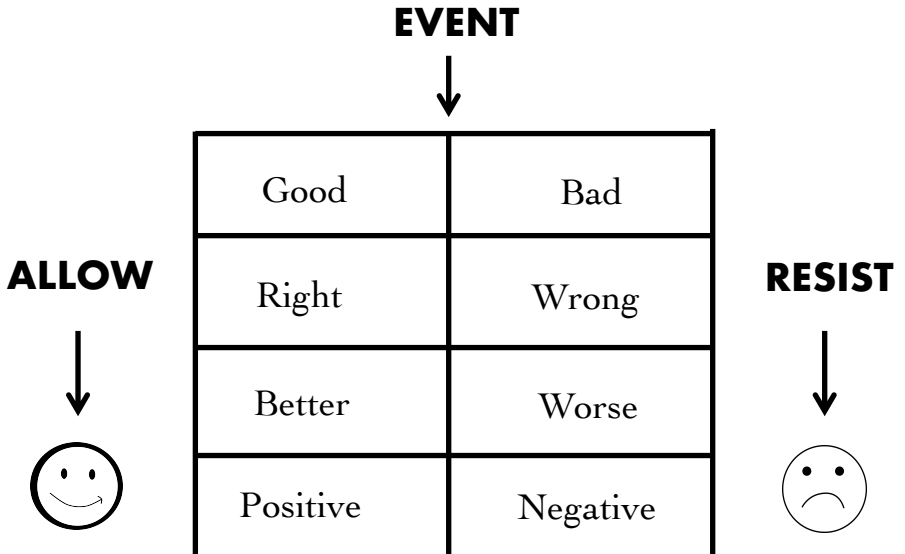 EVENT
Good Bad
ALLOW RESIST
Right Wrong
Better Worse
Positive Negative